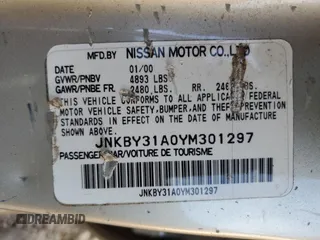 MFD.BY NISSAN MOTOR CO.,LTD
DATE 01/00
GVWR/PNBV 4893 LBS
GAWR/PNBE FR. 2480 LBS. RR. LBS.
THIS VEHICLE CONFORMS TO ALL APPLICABLE FEDERAL
MOTOR VEHICLE SAFETY,BUMPER,AND THEFT PREVENTION
STANDARDS IN EFFECT ON THE DATE OF MANUFACTURE
SHOWN ABOVE.
JNKBY31A0YM301297
PASSENGER CAR/VOITURE DE TOURISME
JNKBY31A0YM301297
DREAMBID